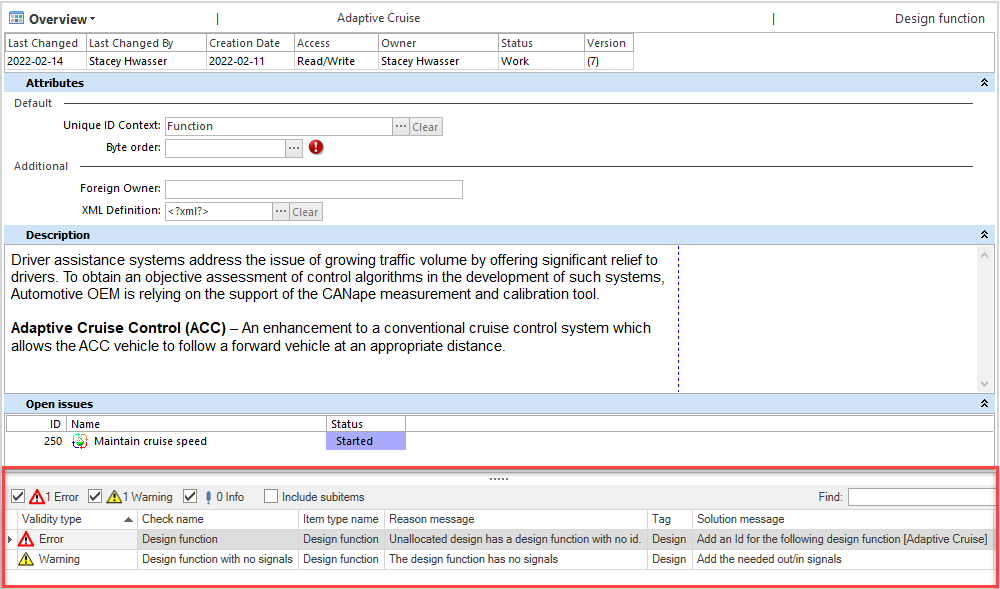 Overview | Adaptive Cruise | Design function
Last Changed Last Changed By Creation Date Access Owner Status Version
2022-02-14 Stacey Hwasser 2022-02-11 Read/Write Stacey Hwasser Work (7)
Attributes
Default
Unique ID Context: Function ... Clear
Byte order: ...
Additional
Foreign Owner:
XML Definition: <?xml?> ... Clear
Description
Driver assistance systems address the issue of growing traffic volume by offering significant relief to
drivers. To obtain an objective assessment of control algorithms in the development of such systems,
Automotive OEM is relying on the support of the CANape measurement and calibration tool.
Adaptive Cruise Control (ACC) – An enhancement to a conventional cruise control system which
allows the ACC vehicle to follow a forward vehicle at an appropriate distance.
Open issues
ID Name Status
250 Maintain cruise speed Started
1 Error 1 Warning 0 Info Include subitems Find:
Validity type Check name Item type name Reason message Tag Solution message
Error Design function Design function Unallocated design has a design function with no id. Design Add an Id for the following design function [Adaptive Cruise]
Warning Design function with no signals Design function The design function has no signals Design Add the needed out/in signals